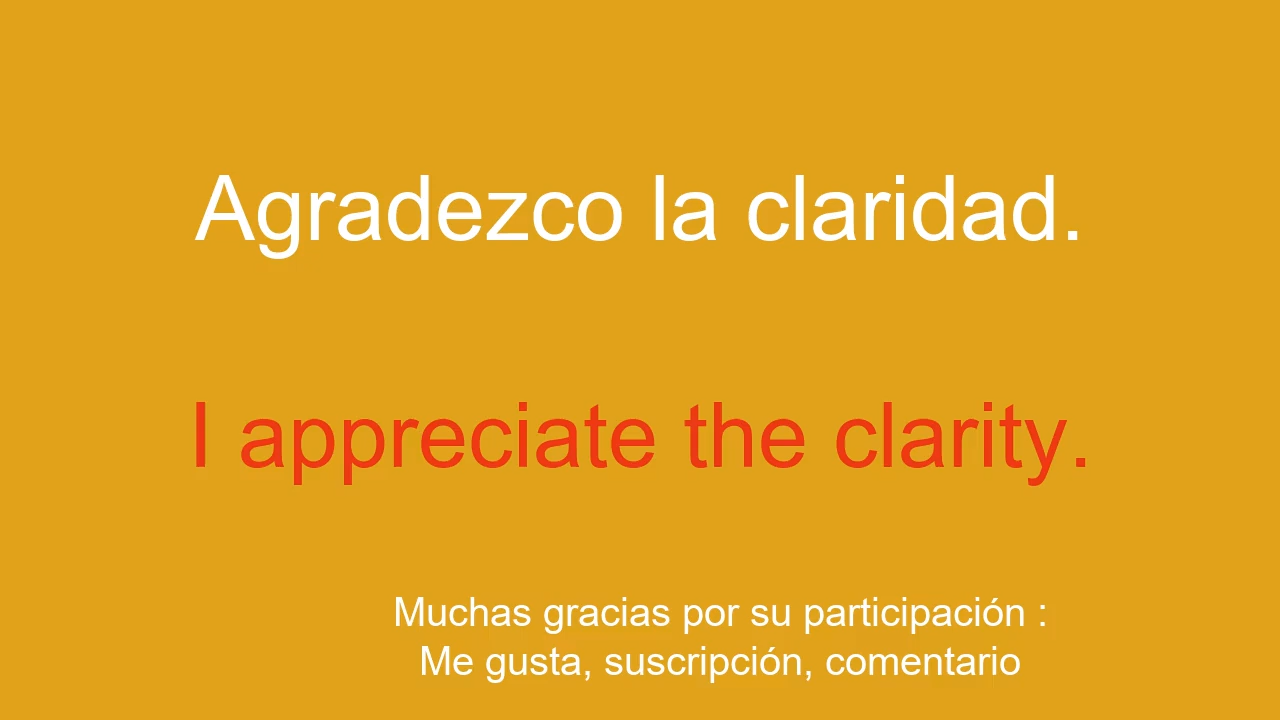 Agradezco la claridad.
I appreciate the clarity.
Muchas gracias por su participación :
Me gusta, suscripción, comentario